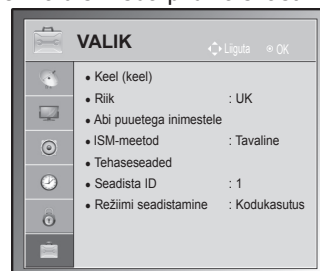 VALIK
Liiguta OK
• Keel (keel)
• Riik : UK
• Abi puuetega inimestele
• ISM-meetod : Tavaline
• Tehaseseaded
• Seadista ID : 1
• Režiimi seadistamine : Kodukasutus